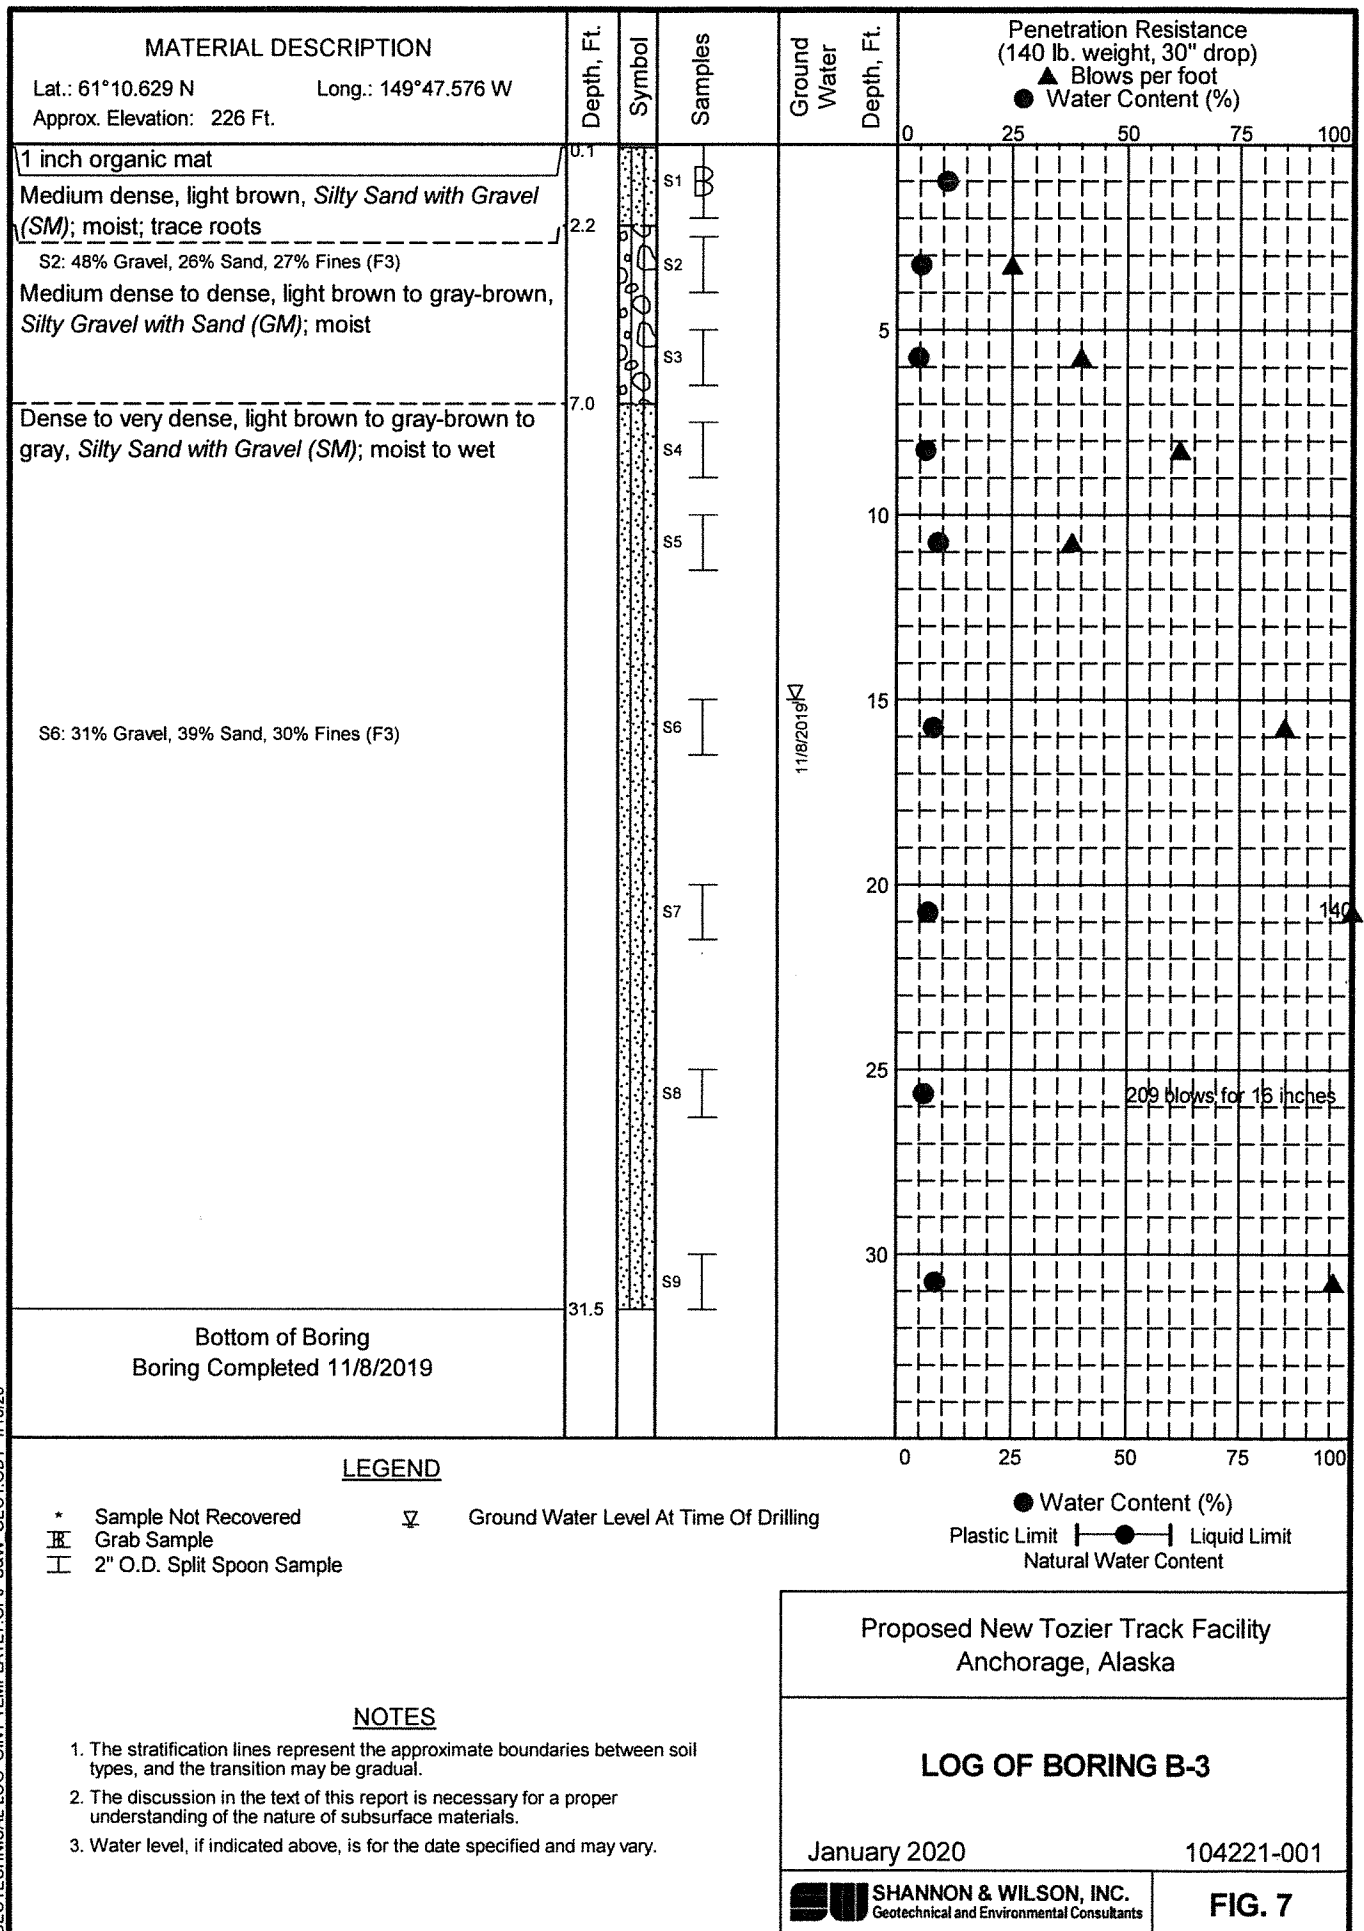 MATERIAL DESCRIPTION
Lat.: 61°10.629 N Long.: 149°47.576 W
Approx. Elevation: 226 Ft.
Depth, Ft.
Symbol
Samples
Ground Water
Depth, Ft.
Penetration Resistance
(140 lb. weight, 30" drop)
▲ Blows per foot
● Water Content (%)
0 25 50 75 100
1 inch organic mat
0.1
Medium dense, light brown, Silty Sand with Gravel
(SM); moist; trace roots
2.2
S1
S2: 48% Gravel, 26% Sand, 27% Fines (F3)
S2
Medium dense to dense, light brown to gray-brown,
Silty Gravel with Sand (GM); moist
5
S3
7.0
Dense to very dense, light brown to gray-brown to
gray, Silty Sand with Gravel (SM); moist to wet
S4
10
S5
15
11/8/2019
S6: 31% Gravel, 39% Sand, 30% Fines (F3)
S6
20
S7
140
25
S8
209 blows for 16 inches
30
S9
31.5
Bottom of Boring
Boring Completed 11/8/2019
0 25 50 75 100
LEGEND
* Sample Not Recovered
Grab Sample
2" O.D. Split Spoon Sample
Ground Water Level At Time Of Drilling
● Water Content (%)
Plastic Limit Liquid Limit
Natural Water Content
NOTES
1. The stratification lines represent the approximate boundaries between soil
types, and the transition may be gradual.
2. The discussion in the text of this report is necessary for a proper
understanding of the nature of subsurface materials.
3. Water level, if indicated above, is for the date specified and may vary.
Proposed New Tozier Track Facility
Anchorage, Alaska
LOG OF BORING B-3
January 2020 104221-001
SHANNON & WILSON, INC.
Geotechnical and Environmental Consultants
FIG. 7